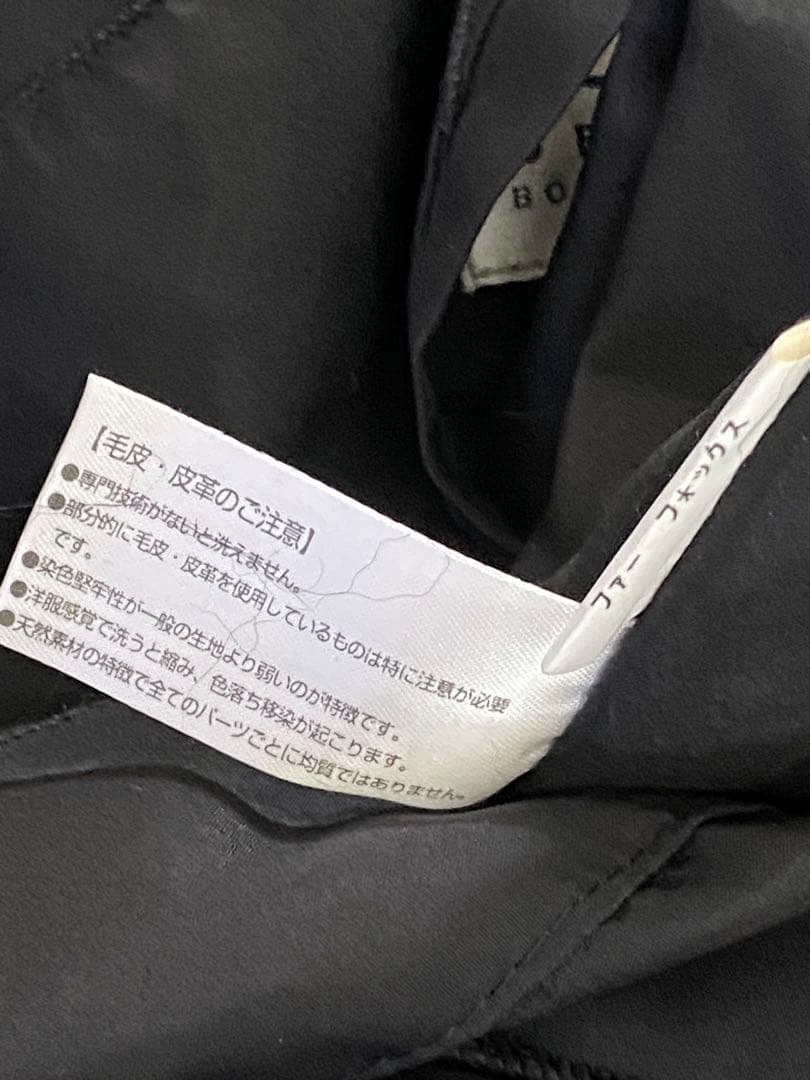 BO
ファー フォックス
【毛皮・皮革のご注意】
●専門技術がないと洗えません。
●部分的に毛皮・皮革を使用しているものは特に注意が必要
です。
●染色堅牢性が一般の生地より弱いのが特徴です。
●洋服感覚で洗うと縮み、色落ち移染が起こります。
●天然素材の特徴で全てのパーツごとに均質ではありません。